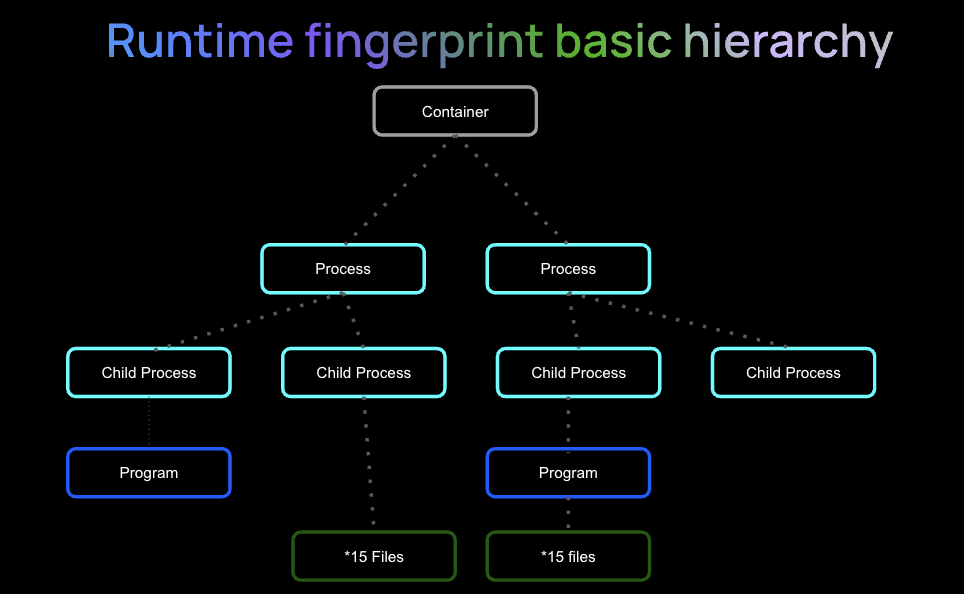 Runtime fingerprint basic hierarchy
Container
Process
Process
Child Process
Child Process
Child Process
Child Process
Program
Program
*15 Files
*15 files